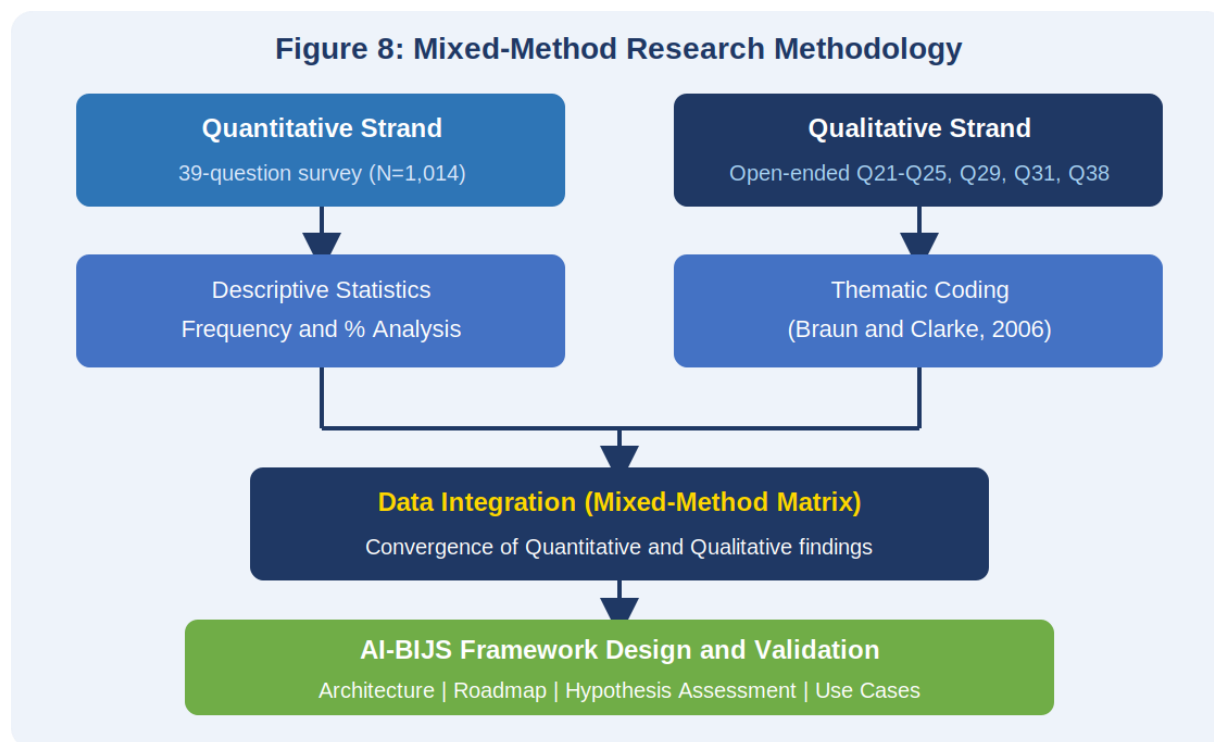 Figure 8: Mixed-Method Research Methodology
Quantitative Strand
39-question survey (N=1,014)
Qualitative Strand
Open-ended Q21-Q25, Q29, Q31, Q38
Descriptive Statistics
Frequency and % Analysis
Thematic Coding
(Braun and Clarke, 2006)
Data Integration (Mixed-Method Matrix)
Convergence of Quantitative and Qualitative findings
AI-BIJS Framework Design and Validation
Architecture | Roadmap | Hypothesis Assessment | Use Cases